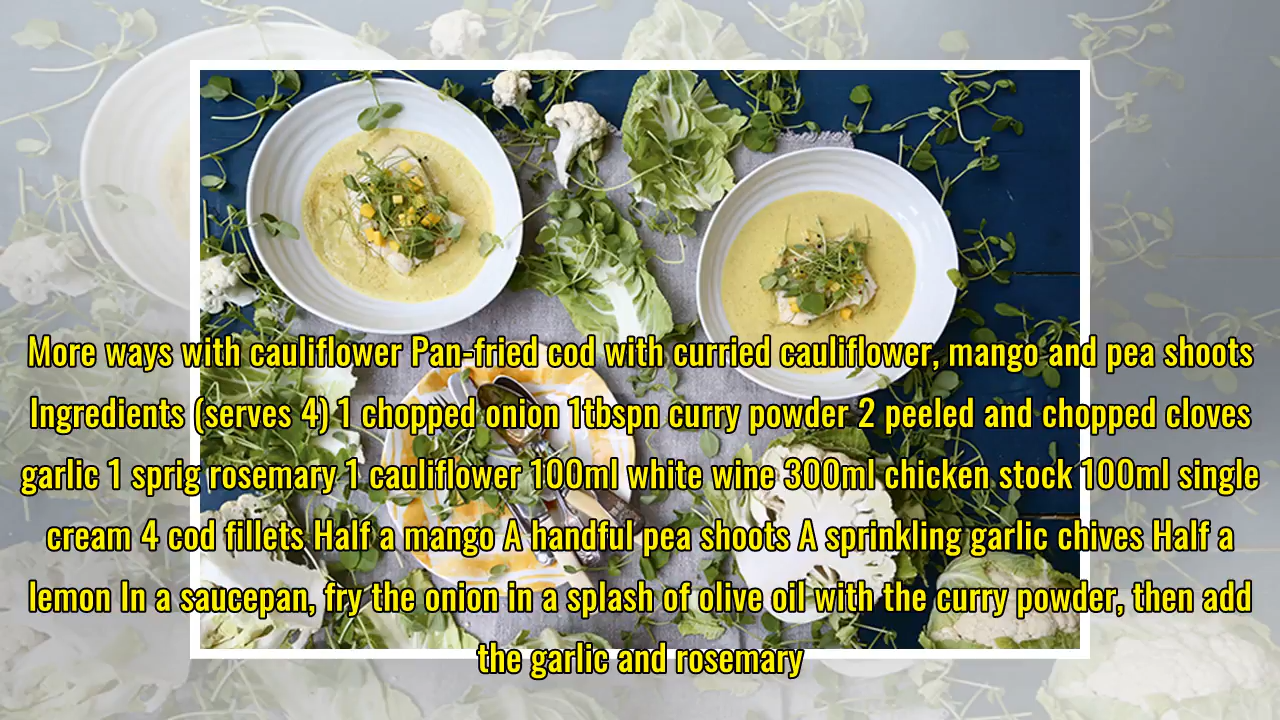 More ways with cauliflower Pan-fried cod with curried cauliflower, mango and pea shoots
Ingredients (serves 4) 1 chopped onion 1tbspn curry powder 2 peeled and chopped cloves
garlic 1 sprig rosemary 1 cauliflower 100ml white wine 300ml chicken stock 100ml single
cream 4 cod fillets Half a mango A handful pea shoots A sprinkling garlic chives Half a
lemon In a saucepan, fry the onion in a splash of olive oil with the curry powder, then add
the garlic and rosemary